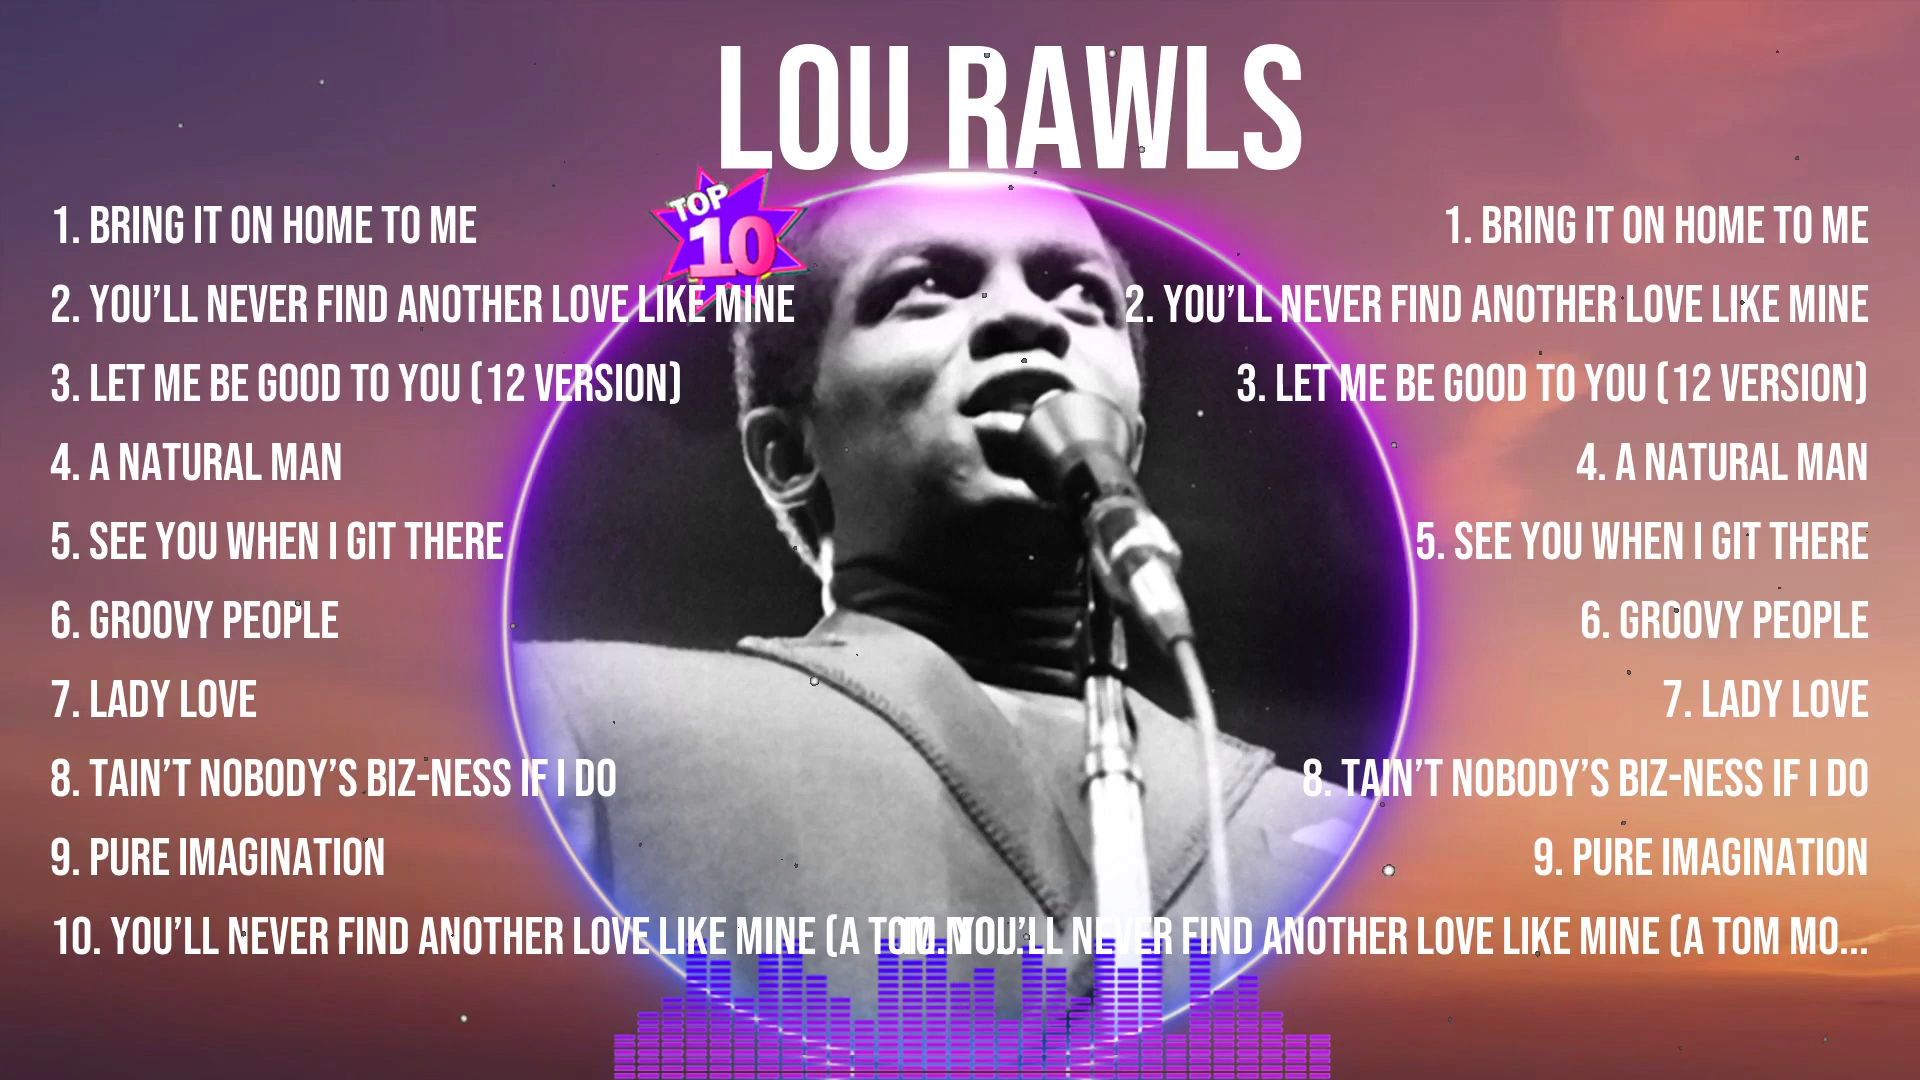 LOU RAWLS
TOP
10
1. BRING IT ON HOME TO ME
2. YOU'LL NEVER FIND ANOTHER LOVE LIKE MINE
3. LET ME BE GOOD TO YOU (12 VERSION)
4. A NATURAL MAN
5. SEE YOU WHEN I GIT THERE
6. GROOVY PEOPLE
7. LADY LOVE
8. TAIN'T NOBODY'S BIZ-NESS IF I DO
9. PURE IMAGINATION
10. YOU'LL NEVER FIND ANOTHER LOVE LIKE MINE (A TOM M...
1. BRING IT ON HOME TO ME
2. YOU'LL NEVER FIND ANOTHER LOVE LIKE MINE
3. LET ME BE GOOD TO YOU (12 VERSION)
4. A NATURAL MAN
5. SEE YOU WHEN I GIT THERE
6. GROOVY PEOPLE
7. LADY LOVE
8. TAIN'T NOBODY'S BIZ-NESS IF I DO
9. PURE IMAGINATION
10. YOU'LL NEVER FIND ANOTHER LOVE LIKE MINE (A TOM MO...